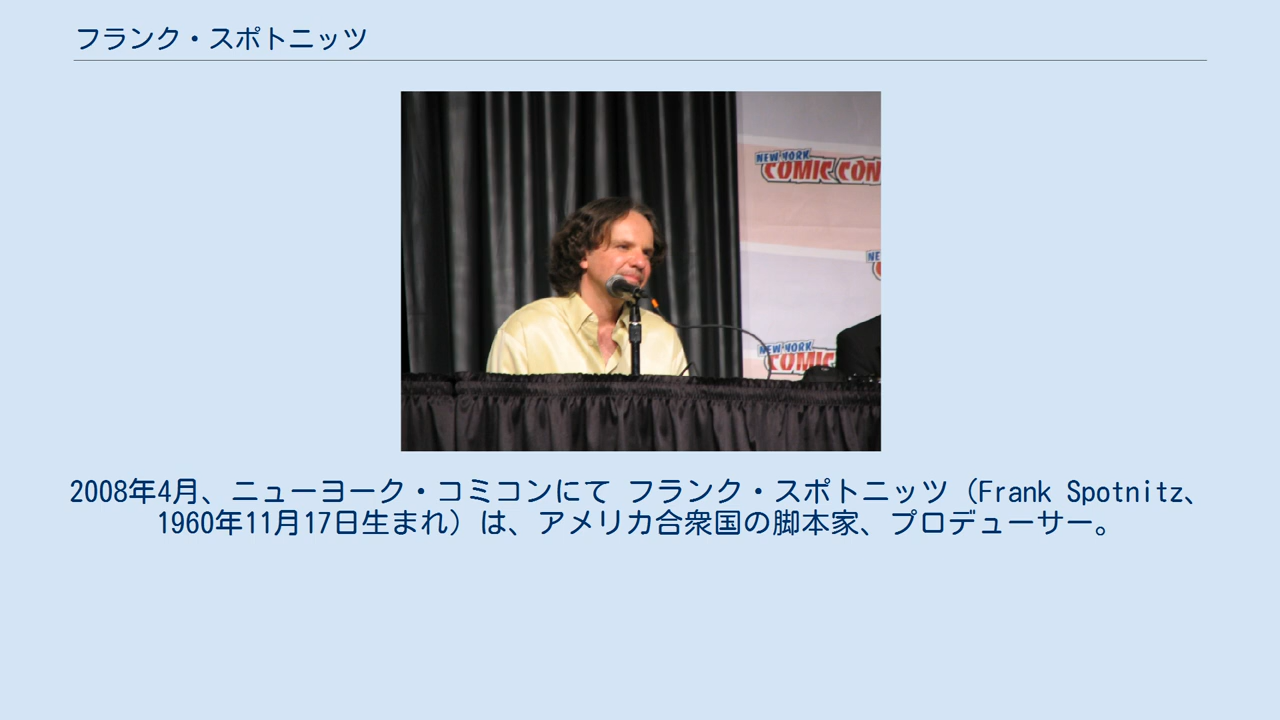 フランク・スポトニッツ
NEW YORK
COMIC CON
NE
NEW YORK
COMIC
2008年4月、ニューヨーク・コミコンにて フランク・スポトニッツ（Frank Spotnitz、
1960年11月17日生まれ）は、アメリカ合衆国の脚本家、プロデューサー。